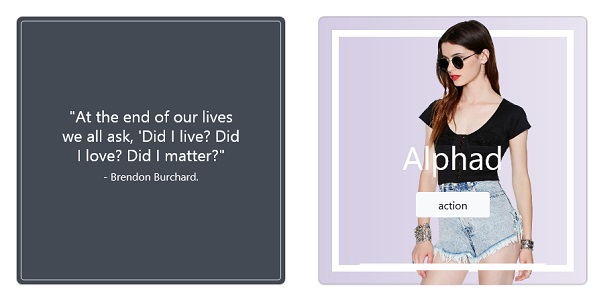 "At the end of our lives
we all ask, 'Did I live? Did
I love? Did I matter?"
- Brendon Burchard.
Alphad
action